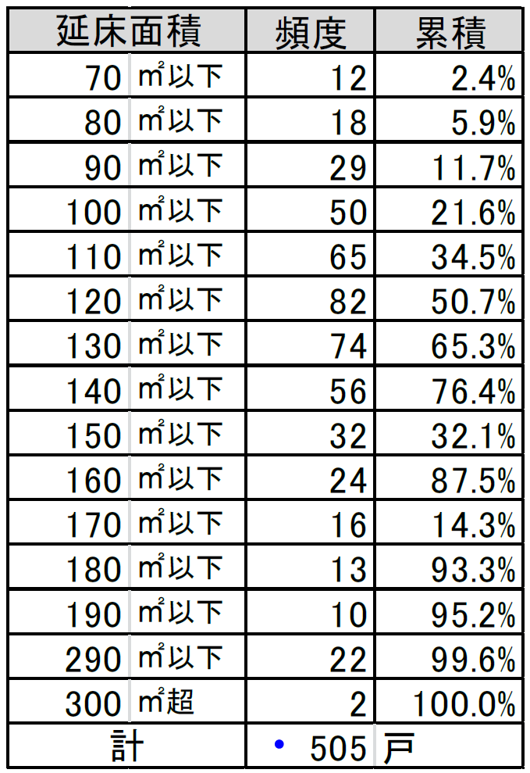 延床面積 頻度 累積
70 ㎡以下 12 2.4%
80 ㎡以下 18 5.9%
90 ㎡以下 29 11.7%
100 ㎡以下 50 21.6%
110 ㎡以下 65 34.5%
120 ㎡以下 82 50.7%
130 ㎡以下 74 65.3%
140 ㎡以下 56 76.4%
150 ㎡以下 32 32.1%
160 ㎡以下 24 87.5%
170 ㎡以下 16 14.3%
180 ㎡以下 13 93.3%
190 ㎡以下 10 95.2%
290 ㎡以下 22 99.6%
300 ㎡超 2 100.0%
計 505 戸